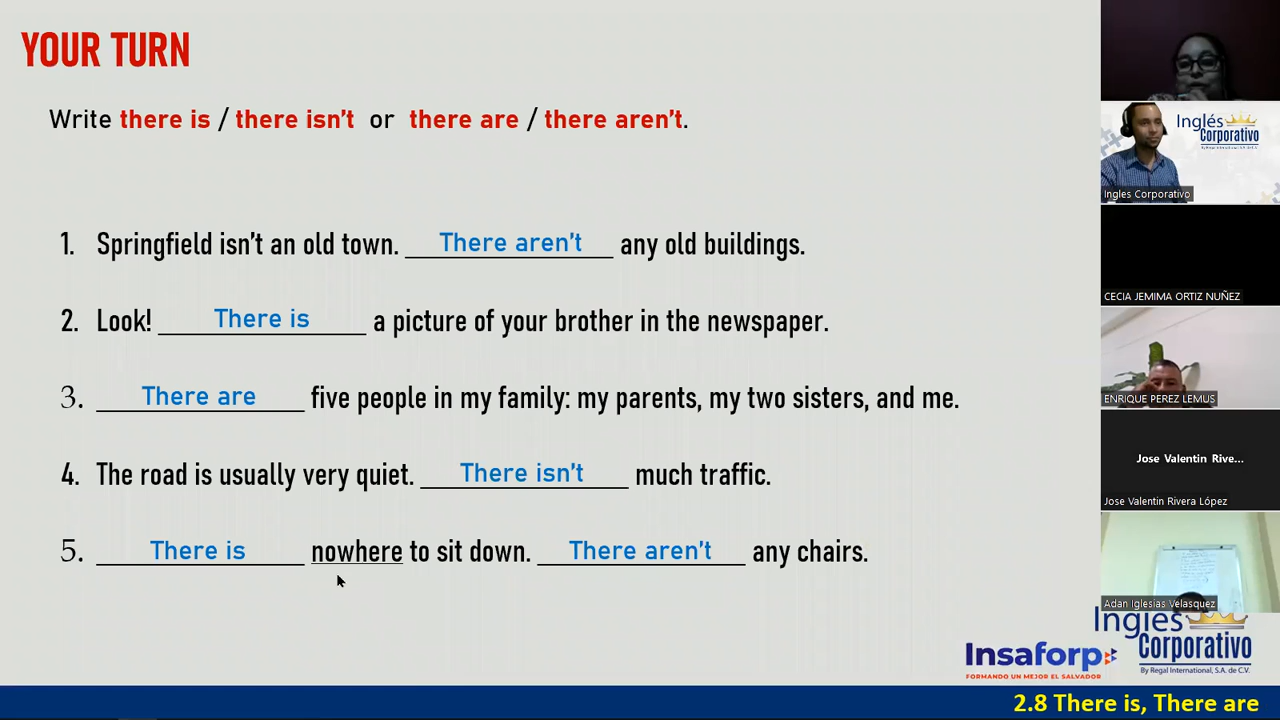 YOUR TURN
Write there is / there isn't or there are / there aren't.
1. Springfield isn't an old town. There aren't any old buildings.
2. Look! There is a picture of your brother in the newspaper.
3. There are five people in my family: my parents, my two sisters, and me.
4. The road is usually very quiet. There isn't much traffic.
5. There is nowhere to sit down. There aren't any chairs.
Inglés
Corporativo
Ingles Corporativo
CECIA JEMIMA ORTIZ NUÑEZ
ENRIQUE PEREZ LEMUS
Jose Valentin Rive...
Jose Valentin Rivera López
Adan Iglesias Velasquez
Inglés
Corporativo
By Regal International, S.A. de C.V.
Insaforp
FORMANDO UN MEJOR EL SALVADOR
2.8 There is, There are